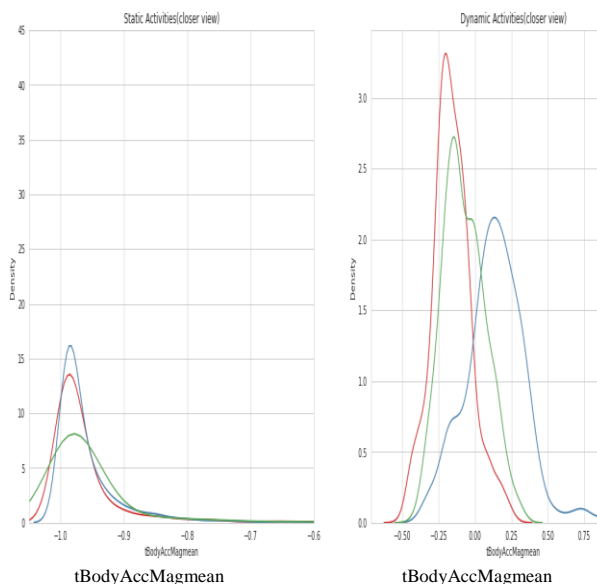 Static Activities(closer view)
45
40
35
30
25
20
15
10
5
0
Density
−1.0 −0.9 −0.8 −0.7 −0.6
tBodyAccMagmean
tBodyAccMagmean
Dynamic Activities(closer view)
3.0
2.5
2.0
1.5
1.0
0.5
0.0
Density
−0.50 −0.25 0.00 0.25 0.50 0.75
tBodyAccMagmean
tBodyAccMagmean